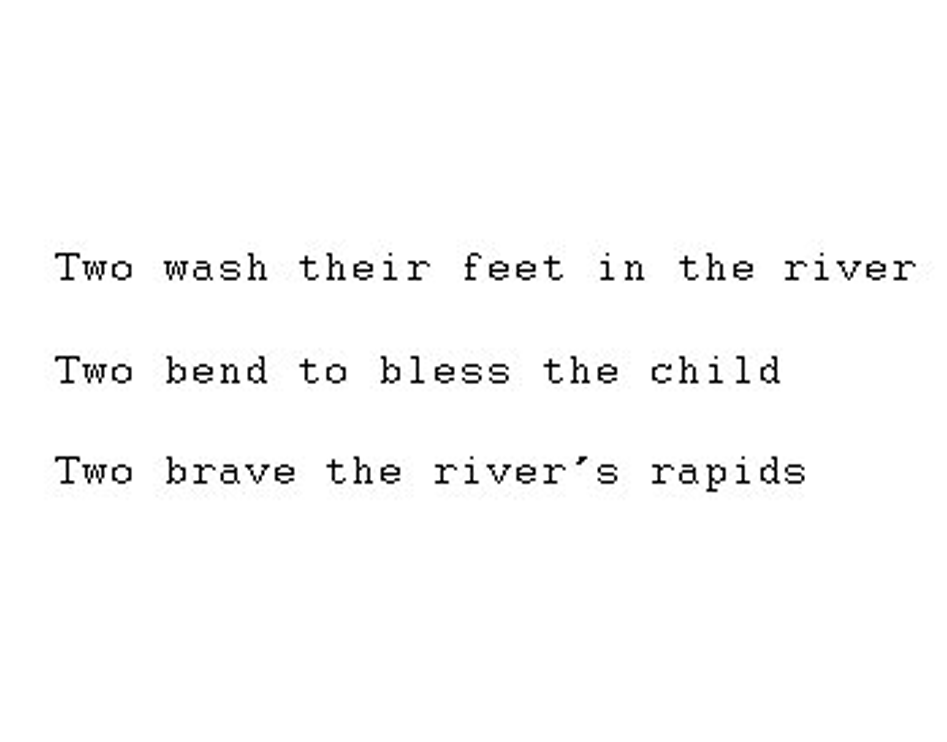 Two wash their feet in the river
Two bend to bless the child
Two brave the river's rapids